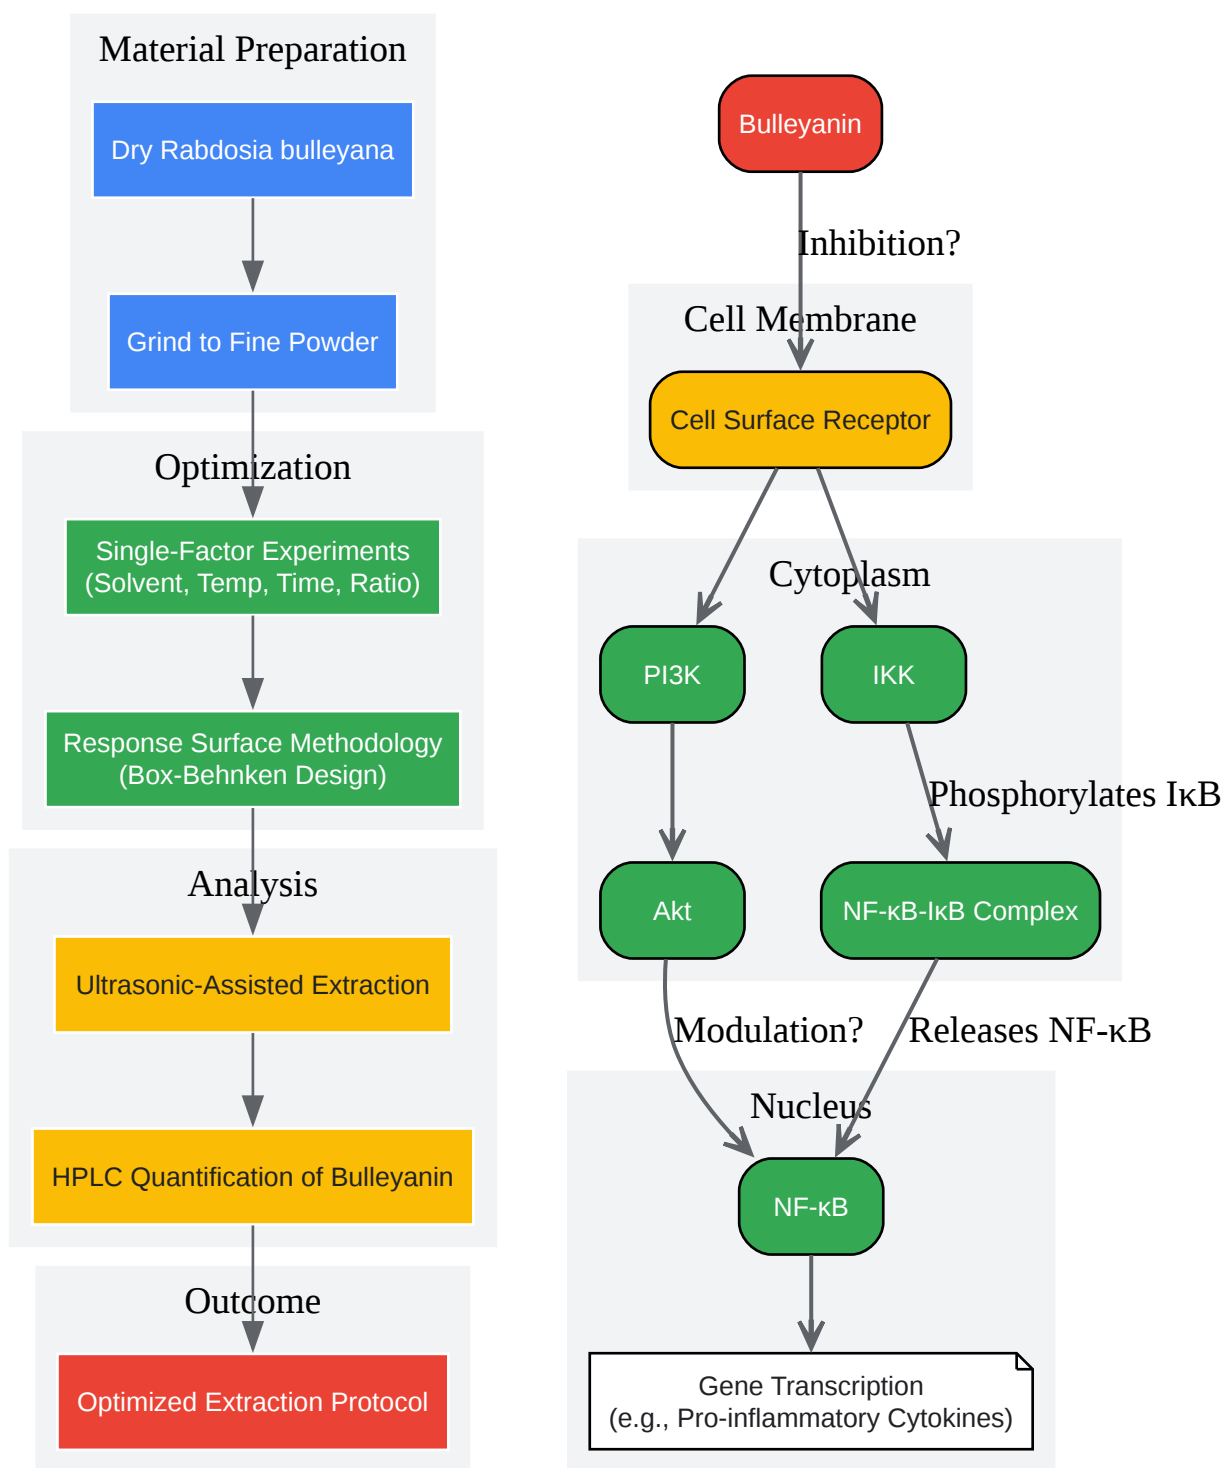 Material Preparation
Dry Rabdosia bulleyana
Grind to Fine Powder
Optimization
Single-Factor Experiments
(Solvent, Temp, Time, Ratio)
Response Surface Methodology
(Box-Behnken Design)
Analysis
Ultrasonic-Assisted Extraction
HPLC Quantification of Bulleyanin
Outcome
Optimized Extraction Protocol
Bulleyanin
Inhibition?
Cell Membrane
Cell Surface Receptor
Cytoplasm
PI3K
IKK
Phosphorylates IκB
Akt
NF-κB-IκB Complex
Modulation?
Releases NF-κB
Nucleus
NF-κB
Gene Transcription
(e.g., Pro-inflammatory Cytokines)